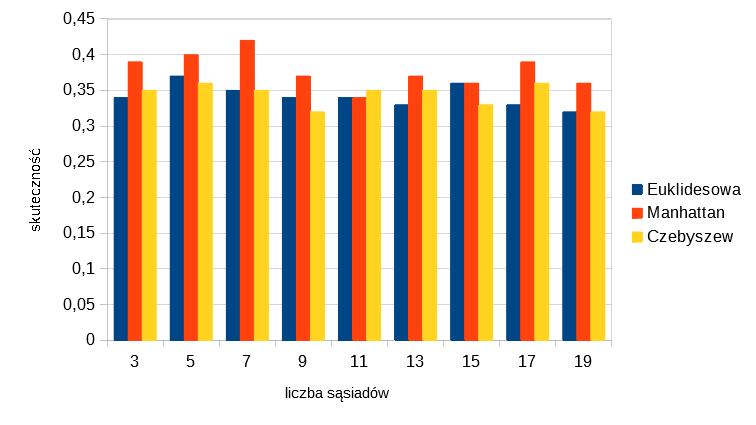 0,45
0,4
0,35
0,3
0,25
0,2
0,15
0,1
0,05
0
skuteczność
3 5 7 9 11 13 15 17 19
liczba sąsiadów
Euklidesowa
Manhattan
Czebyszew